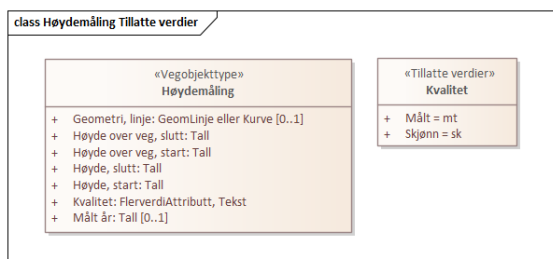 class Høydemåling Tillatte verdier
«Vegobjekttype»
Høydemåling
+ Geometri, linje: GeomLinje eller Kurve [0..1]
+ Høyde over veg, slutt: Tall
+ Høyde over veg, start: Tall
+ Høyde, slutt: Tall
+ Høyde, start: Tall
+ Kvalitet: FlerverdiAttributt, Tekst
+ Målt år: Tall [0..1]
«Tillatte verdier»
Kvalitet
+ Målt = mt
+ Skjønn = sk